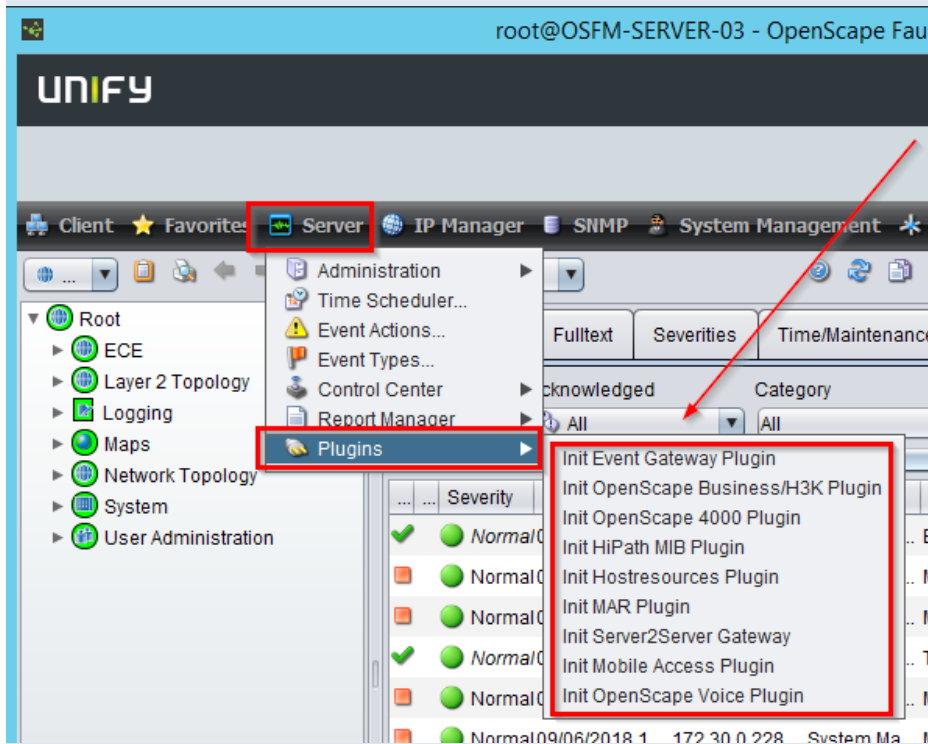 root@OSFM-SERVER-03 - OpenScape Fau
UNIFY
Client Favorites Server IP Manager SNMP System Management
...
Administration
Time Scheduler...
Event Actions...
Event Types...
Control Center
Report Manager
Plugins
Root
ECE
Layer 2 Topology
Logging
Maps
Network Topology
System
User Administration
Fulltext Severities Time/Maintenance
cknowledged Category
All All
Init Event Gateway Plugin
Init OpenScape Business/H3K Plugin
Init OpenScape 4000 Plugin
Init HiPath MIB Plugin
Init Hostresources Plugin
Init MAR Plugin
Init Server2Server Gateway
Init Mobile Access Plugin
Init OpenScape Voice Plugin
... ... Severity
Normal
Normal
Normal
Normal
Normal
Normal 09/06/2018 1... 172.30.0.228 System Ma...